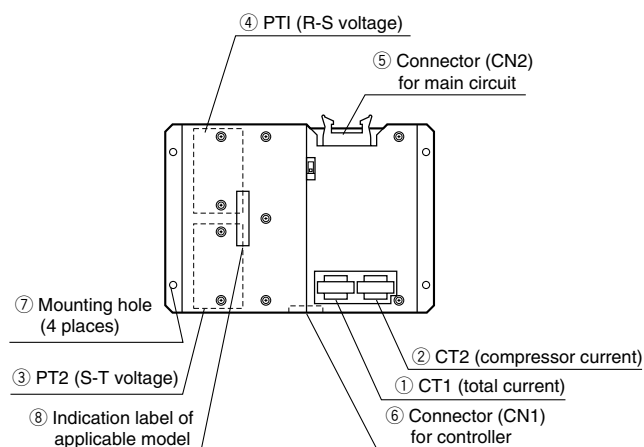 ④ PTI (R-S voltage)
⑤ Connector (CN2)
for main circuit
⑦ Mounting hole
(4 places)
② CT2 (compressor current)
③ PT2 (S-T voltage)
① CT1 (total current)
⑧ Indication label of
applicable model
⑥ Connector (CN1)
for controller